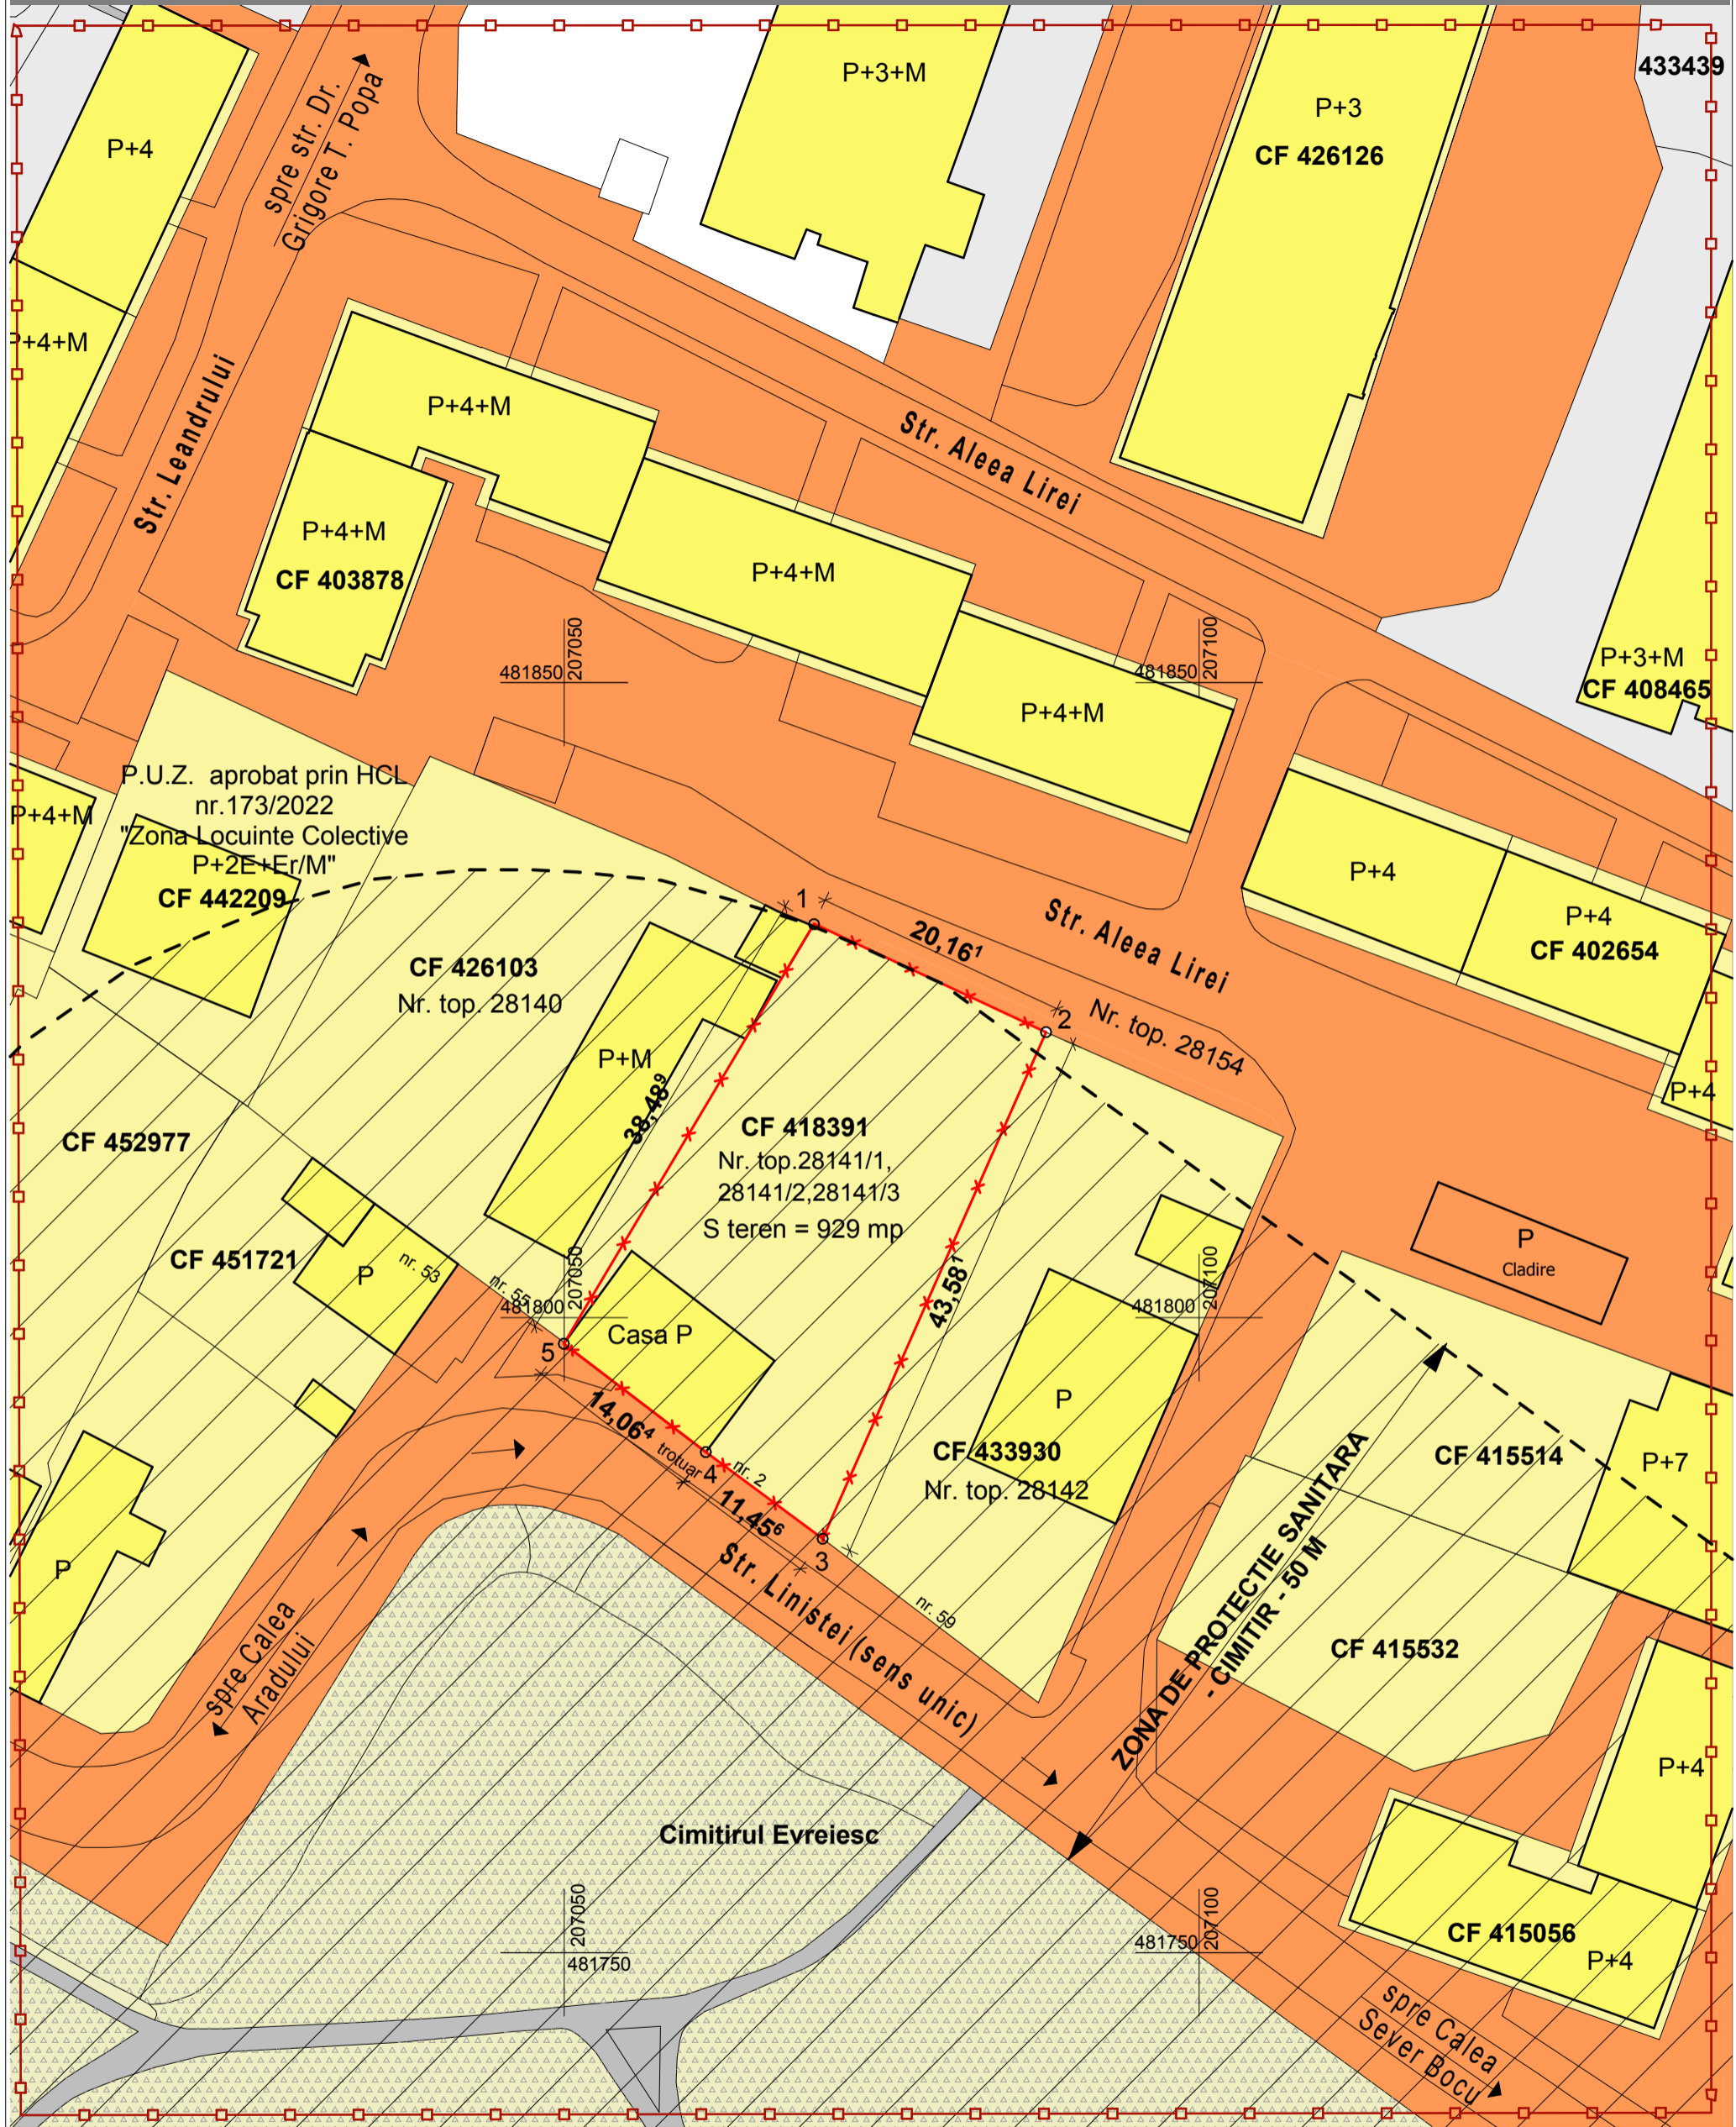 P+3+M
433439
P+3
CF 426126
P+4
spre str. Dr.
Grigore T. Popa
P+4+M
Str. Leandrului
P+4+M
Str. Aleea Lirei
P+4+M
CF 403878
P+4+M
207050
481850
207100
481850
P+3+M
CF 408465
P+4+M
P.U.Z. aprobat prin HCL
nr.173/2022
"Zona Locuinte Colective
P+2E+Er/M"
CF 442209
P+4+M
P+4
P+4
CF 402654
1
20,16¹
Str. Aleea Lirei
CF 426103
Nr. top. 28140
2
Nr. top. 28154
P+M
38,48⁹
P+4
CF 452977
CF 418391
Nr. top.28141/1,
28141/2,28141/3
S teren = 929 mp
CF 451721
nr. 53
P
nr. 55
207050
481800
43,58¹
207100
481800
P
Cladire
Casa P
5
P
14,06⁴
trotuar
4
nr. 2
CF 433930
Nr. top. 28142
CF 415514
P+7
11,45⁶
3
P
Str. Linistei (sens unic)
nr. 59
ZONA DE PROTECTIE SANITARA
- CIMITIR - 50 M
CF 415532
spre Calea
Aradului
P+4
Cimitirul Evreiesc
207050
481750
207100
481750
CF 415056
P+4
spre Calea
Sever Bocu